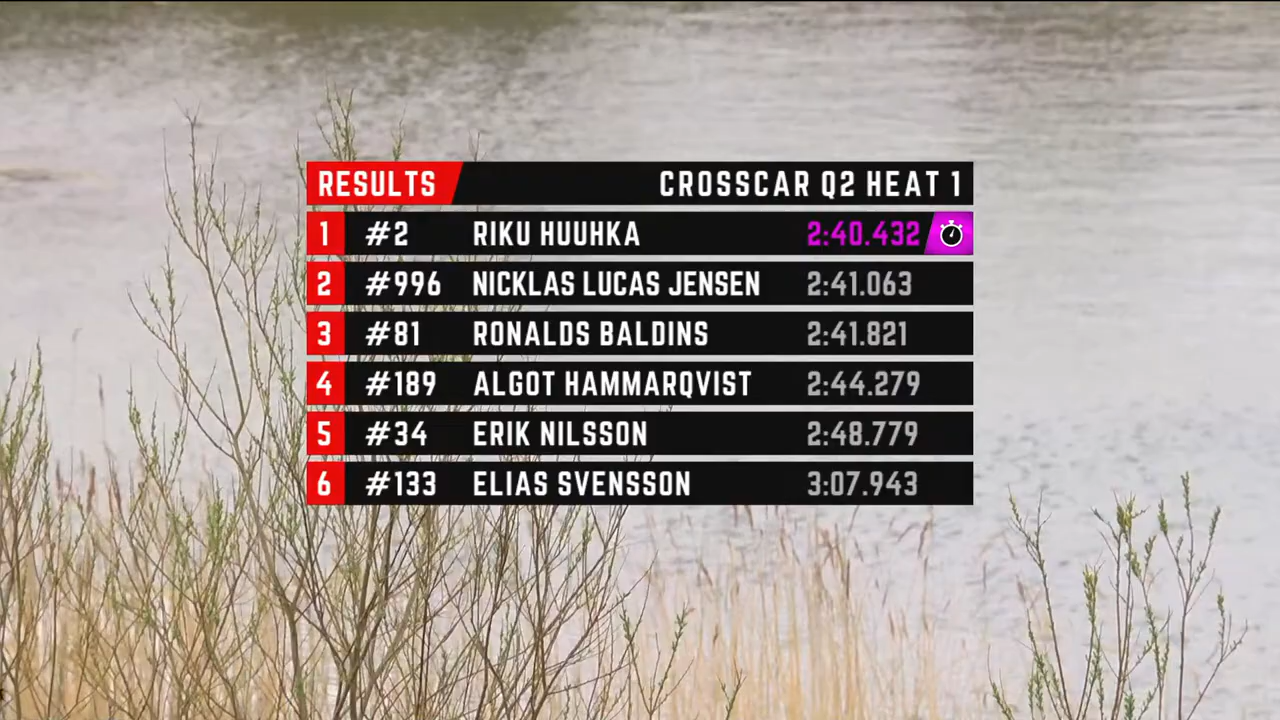 RESULTS CROSSCAR Q2 HEAT 1
1 #2 RIKU HUUHKA 2:40.432
2 #996 NICKLAS LUCAS JENSEN 2:41.063
3 #81 RONALDS BALDINS 2:41.821
4 #189 ALGOT HAMMARQVIST 2:44.279
5 #34 ERIK NILSSON 2:48.779
6 #133 ELIAS SVENSSON 3:07.943